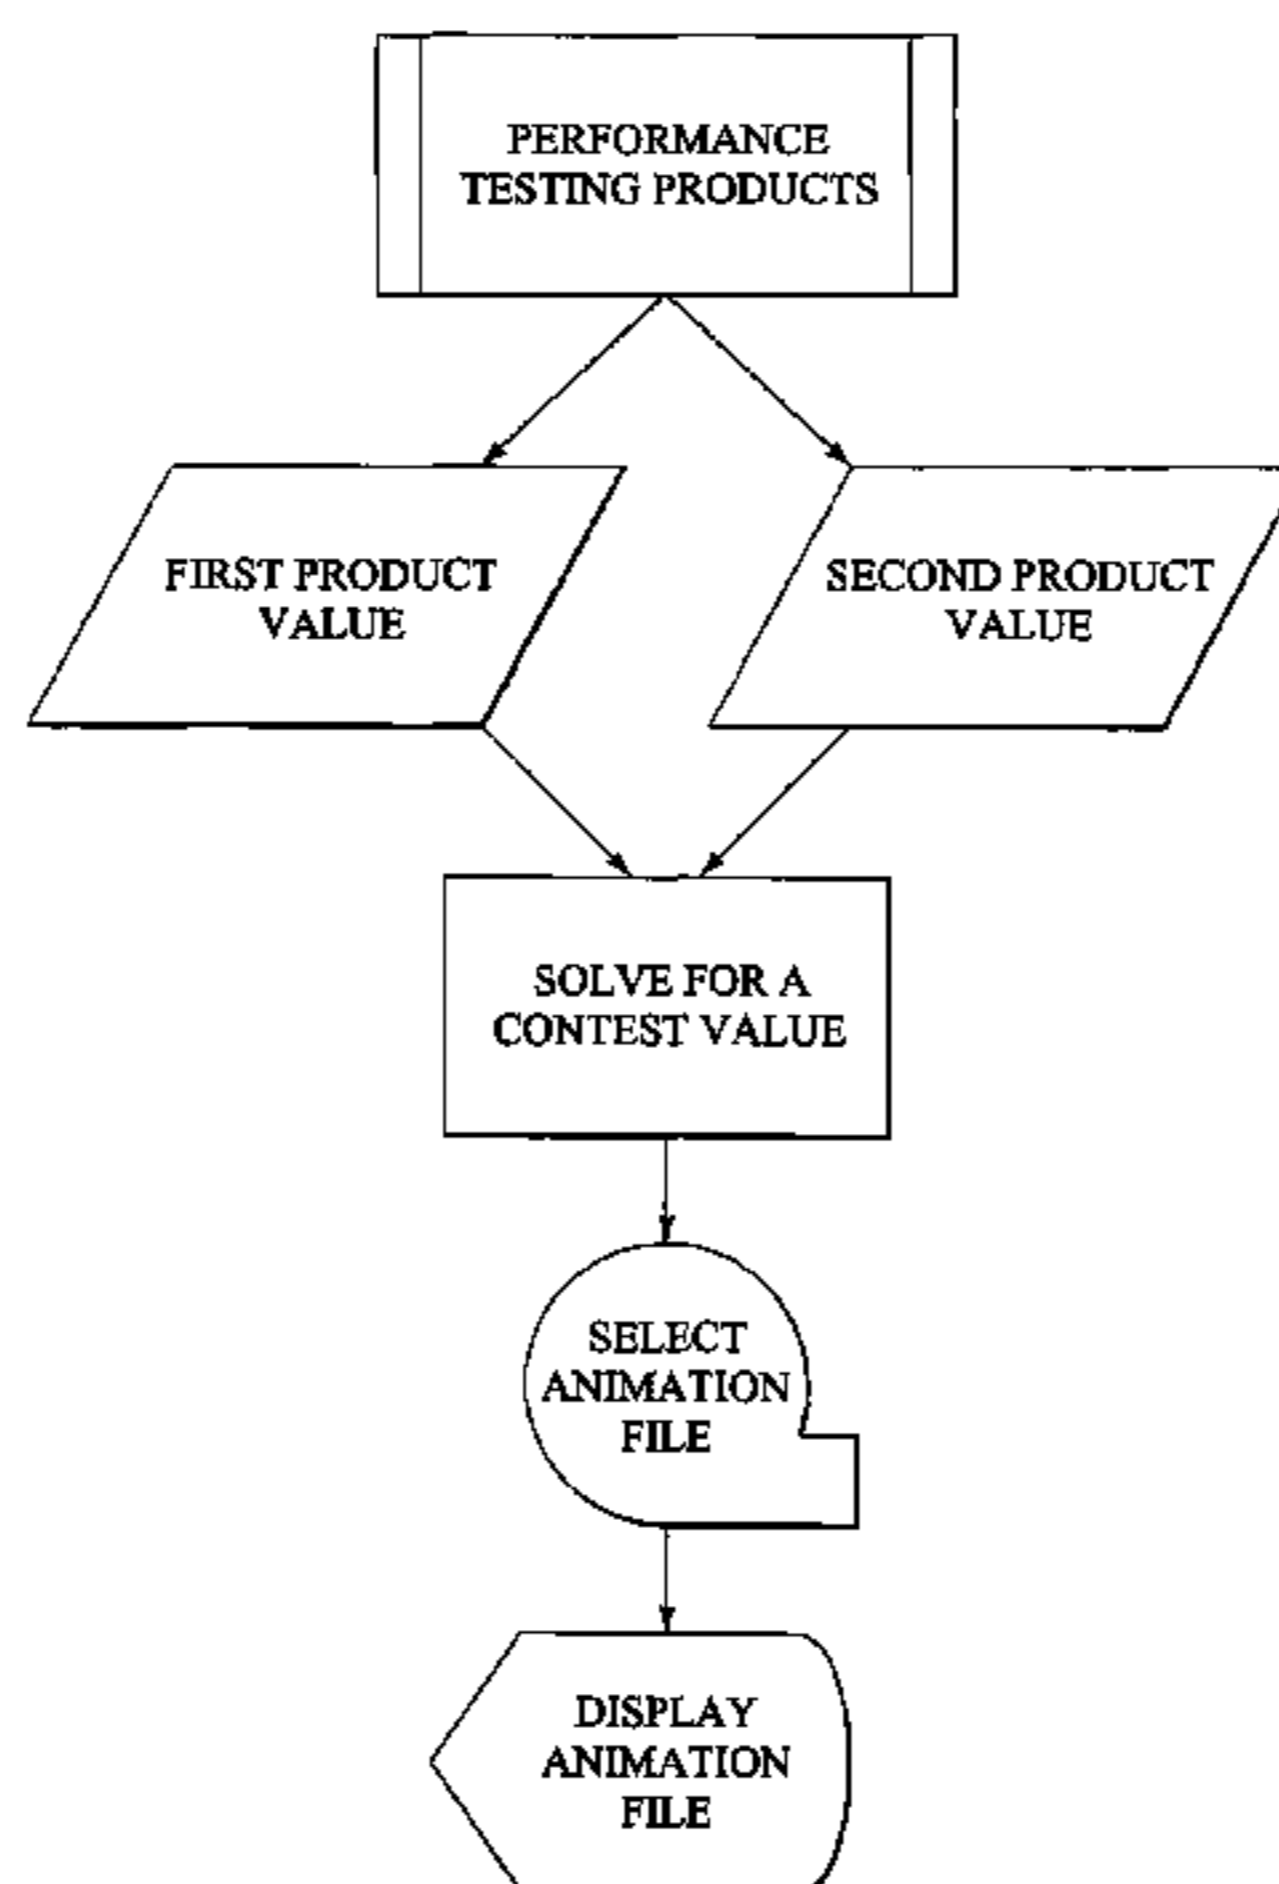 PERFORMANCE
TESTING PRODUCTS
FIRST PRODUCT
VALUE
SECOND PRODUCT
VALUE
SOLVE FOR A
CONTEST VALUE
SELECT
ANIMATION
FILE
DISPLAY
ANIMATION
FILE